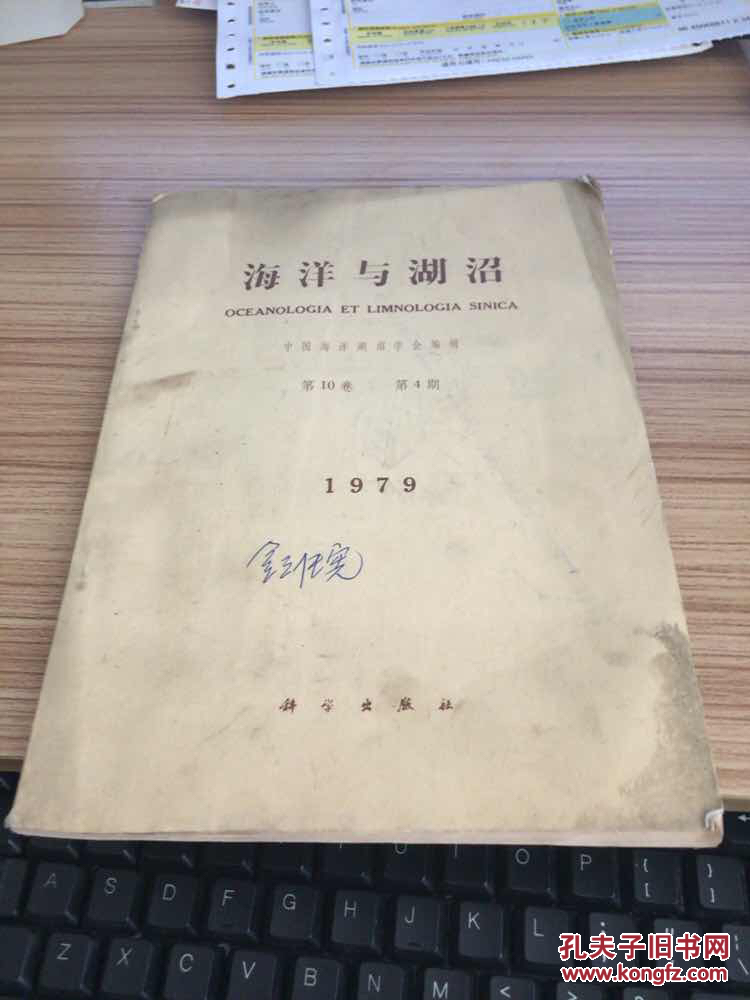 海洋与湖沼
OCEANOLOGIA ET LIMNOLOGIA SINICA
中国海洋湖沼学会编辑
第10卷 第4期
1979
科学出版社
U I O P
A S D F G H J K L
Z X C V B N M
孔夫子旧书网
www.kongfz.com